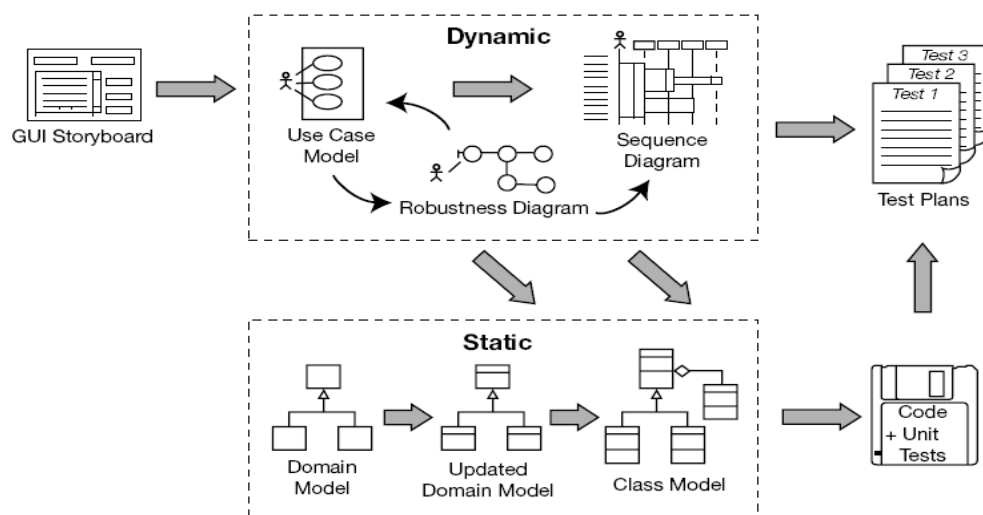 Dynamic
GUI Storyboard
Use Case
Model
Robustness Diagram
Sequence
Diagram
Test 3
Test 2
Test 1
Test Plans
Static
Domain
Model
Updated
Domain Model
Class Model
Code
+ Unit
Tests